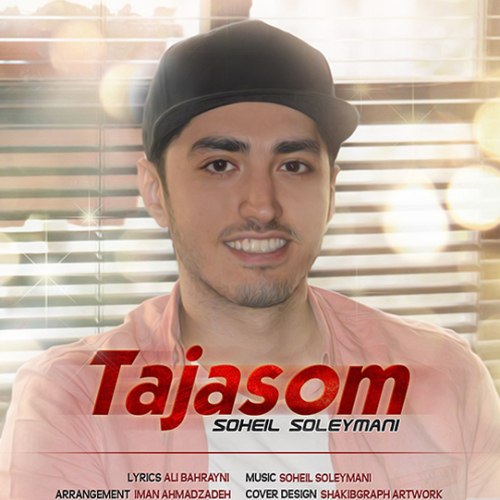 Tajasom
SOHEIL SOLEYMANI
LYRICS ALI BAHRAYNI MUSIC SOHEIL SOLEYMANI
ARRANGEMENT IMAN AHMADZADEH COVER DESIGN SHAKIBGRAPH ARTWORK